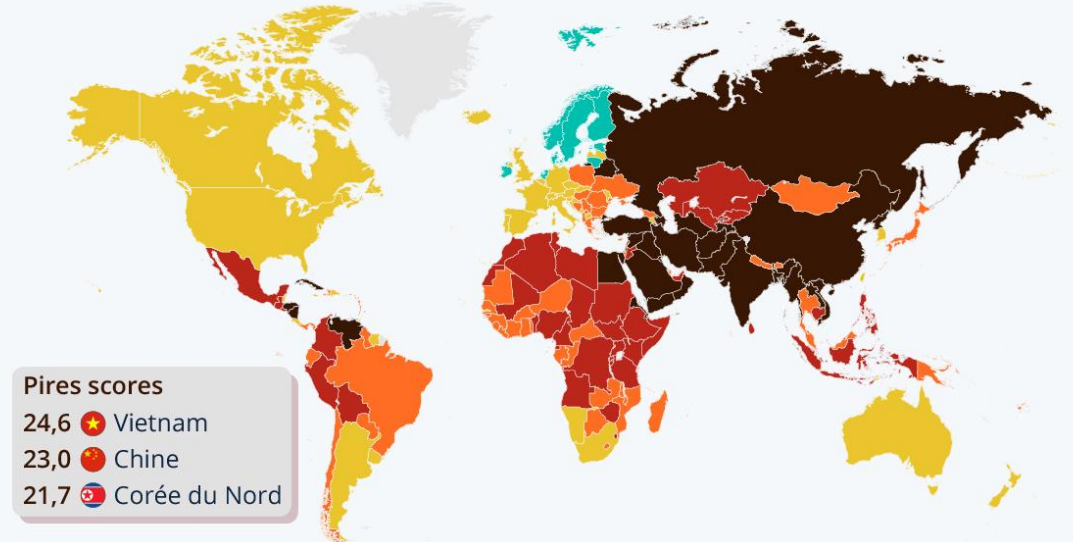 Pires scores
24,6 Vietnam
23,0 Chine
21,7 Corée du Nord